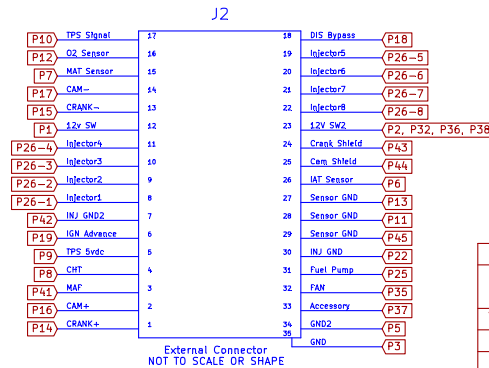 J2
P10 TPS Signal 17 18 DIS Bypass P18
P12 O2 Sensor 16 19 Injector5 P26-5
P7 MAT Sensor 15 20 Injector6 P26-6
P17 CAM- 14 21 Injector7 P26-7
P15 CRANK- 13 22 Injector8 P26-8
P1 12v SW 12 23 12V SW2 P2, P32, P36, P38
P26-4 Injector4 11 24 Crank Shield P43
P26-3 Injector3 10 25 Cam Shield P44
P26-2 Injector2 9 26 IAT Sensor P6
P26-1 Injector1 8 27 Sensor GND P13
P42 INJ GND2 7 28 Sensor GND P11
P19 IGN Advance 6 29 Sensor GND P45
P9 TPS 5vdc 5 30 INJ GND P22
P8 CHT 4 31 Fuel Pump P25
P41 MAF 3 32 FAN P35
P16 CAM+ 2 33 Accessory P37
P14 CRANK+ 1 34 GND2 P5
35 GND P3
External Connector
NOT TO SCALE OR SHAPE